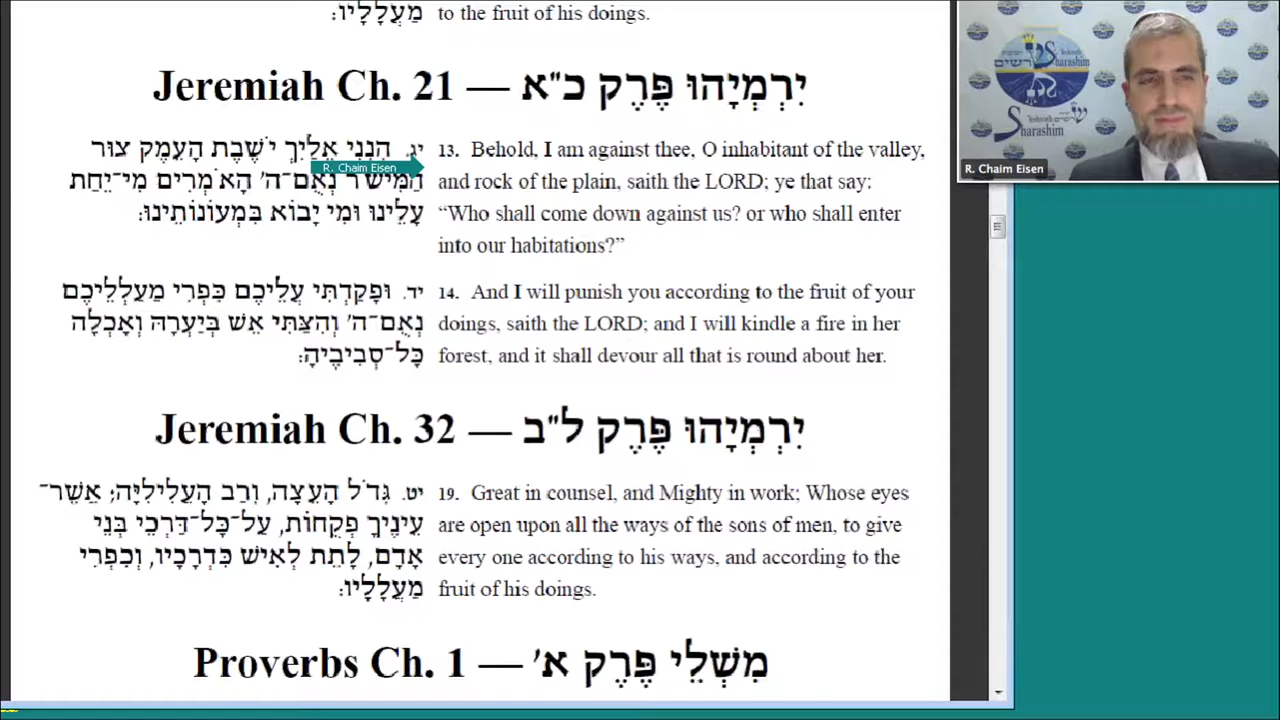 מַעֲלָלָיו:
to the fruit of his doings.
Jeremiah Ch. 21 — יִרְמְיָהוּ פֶּרֶק כ"א
יג. הִנְנִי אֵלַיִךְ יֹשֶׁבֶת הָעֵמֶק צוּר
הַמִּישֹׁר נְאֻם־ה' הָאֹמְרִים מִי־יֵחַת
עָלֵינוּ וּמִי יָבוֹא בִּמְעוֹנוֹתֵינוּ:
R. Chaim Eisen
13. Behold, I am against thee, O inhabitant of the valley,
and rock of the plain, saith the LORD; ye that say:
“Who shall come down against us? or who shall enter
into our habitations?”
יד. וּפָקַדְתִּי עֲלֵיכֶם כִּפְרִי מַעַלְלֵיכֶם
נְאֻם־ה' וְהִצַּתִּי אֵשׁ בְּיַעְרָהּ וְאָכְלָה
כָּל־סְבִיבֶיהָ:
14. And I will punish you according to the fruit of your
doings, saith the LORD; and I will kindle a fire in her
forest, and it shall devour all that is round about her.
Jeremiah Ch. 32 — יִרְמְיָהוּ פֶּרֶק ל"ב
יט. גְּדֹל הָעֵצָה, וְרַב הָעֲלִילִיָּה; אֲשֶׁר־
עֵינֶיךָ פְקֻחוֹת, עַל־כָּל־דַּרְכֵי בְּנֵי
אָדָם, לָתֵת לְאִישׁ כִּדְרָכָיו, וְכִפְרִי
מַעֲלָלָיו:
19. Great in counsel, and Mighty in work; Whose eyes
are open upon all the ways of the sons of men, to give
every one according to his ways, and according to the
fruit of his doings.
Proverbs Ch. 1 — מִשְׁלֵי פֶּרֶק א'
שרשים
Sharashim
Yeshivath
Sharashim
R. Chaim Eisen